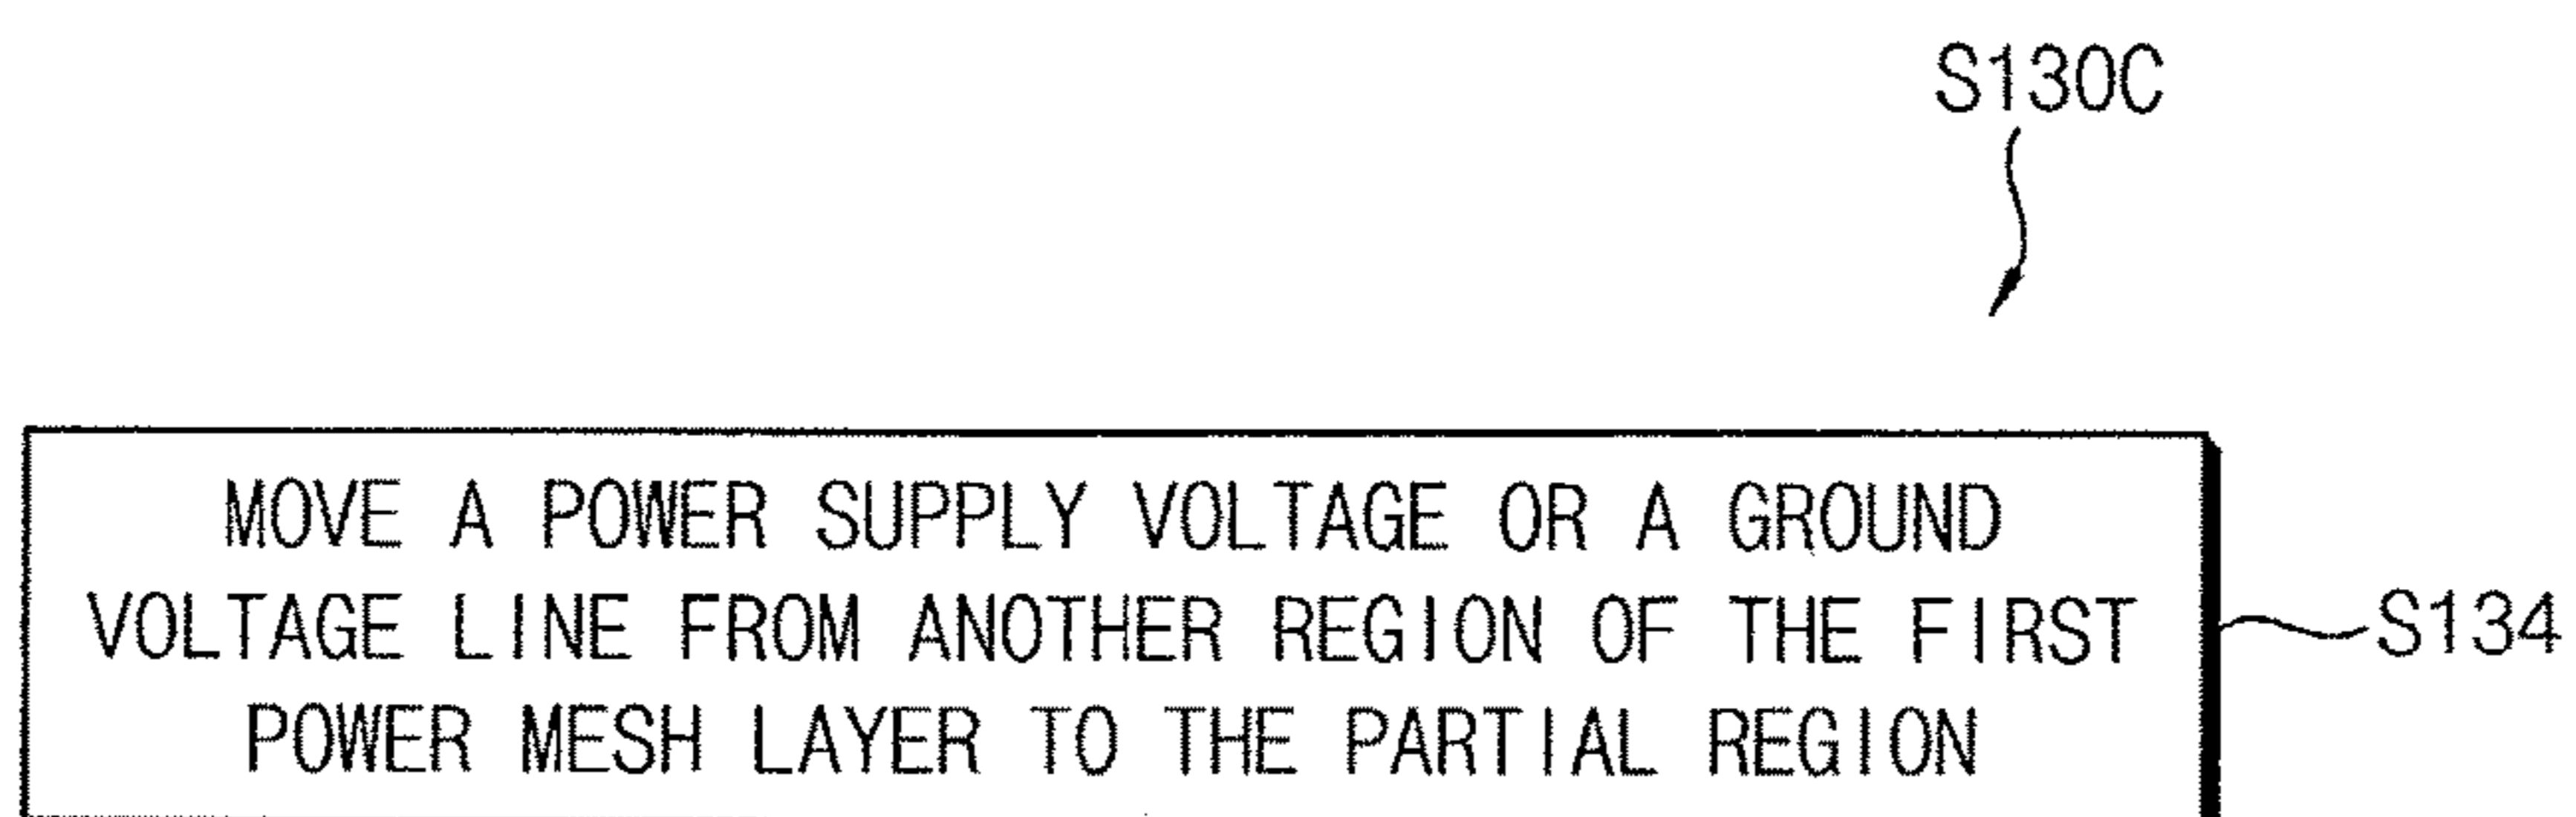 S130C
MOVE A POWER SUPPLY VOLTAGE OR A GROUND
VOLTAGE LINE FROM ANOTHER REGION OF THE FIRST
POWER MESH LAYER TO THE PARTIAL REGION
S134